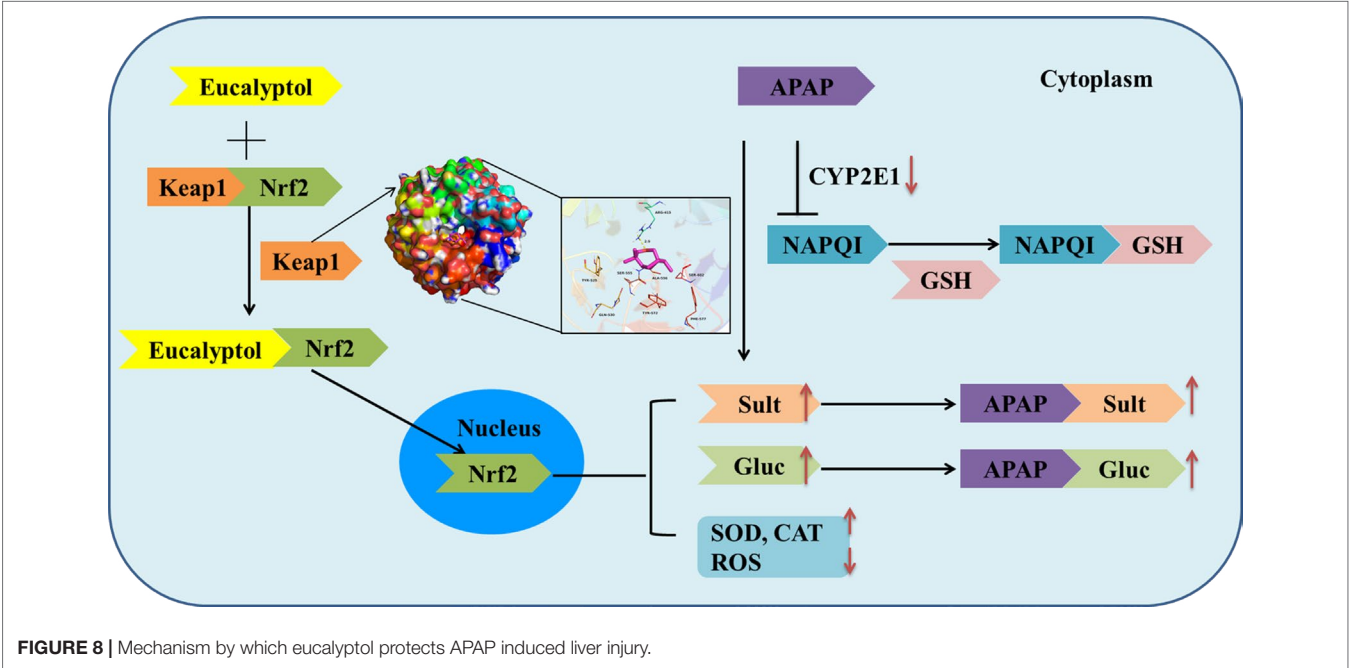 Eucalyptol
APAP
Cytoplasm
Keap1
Nrf2
CYP2E1
Keap1
NAPQI
NAPQI
GSH
GSH
Eucalyptol
Nrf2
Nucleus
Nrf2
Sult
APAP
Sult
Gluc
APAP
Gluc
SOD, CAT
ROS
FIGURE 8 | Mechanism by which eucalyptol protects APAP induced liver injury.